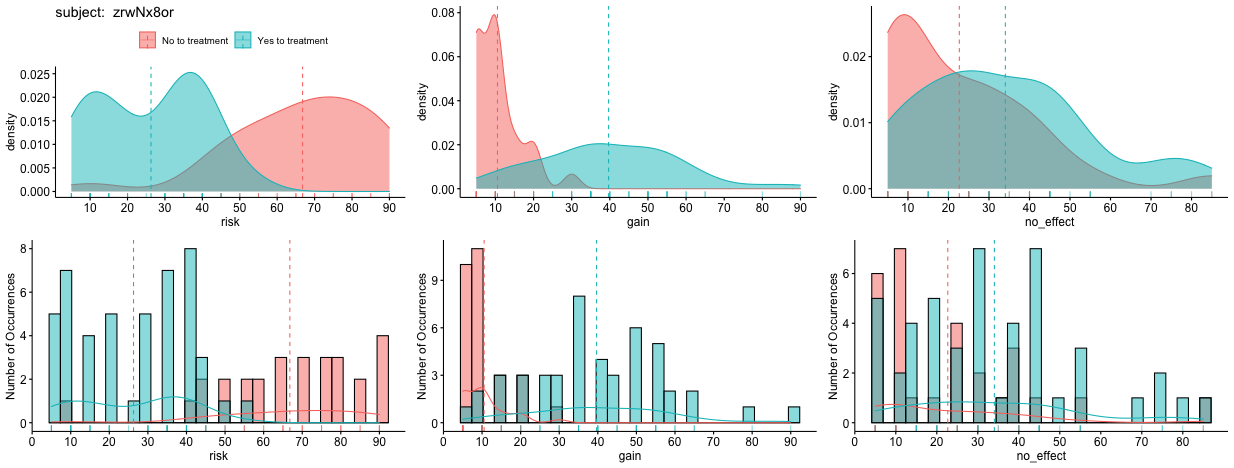 subject:  zrwNx8or
No to treatment
Yes to treatment
density
0.025
0.020
0.015
0.010
0.005
0.000
10 20 30 40 50 60 70 80 90
risk
density
0.08
0.06
0.04
0.02
0.00
10 20 30 40 50 60 70 80 90
gain
density
0.02
0.01
0.00
10 20 30 40 50 60 70 80
no_effect
Number of Occurrences
8
6
4
2
0
0 10 20 30 40 50 60 70 80 90
risk
Number of Occurrences
9
6
3
0
0 10 20 30 40 50 60 70 80 90
gain
Number of Occurrences
6
4
2
0
0 10 20 30 40 50 60 70 80
no_effect